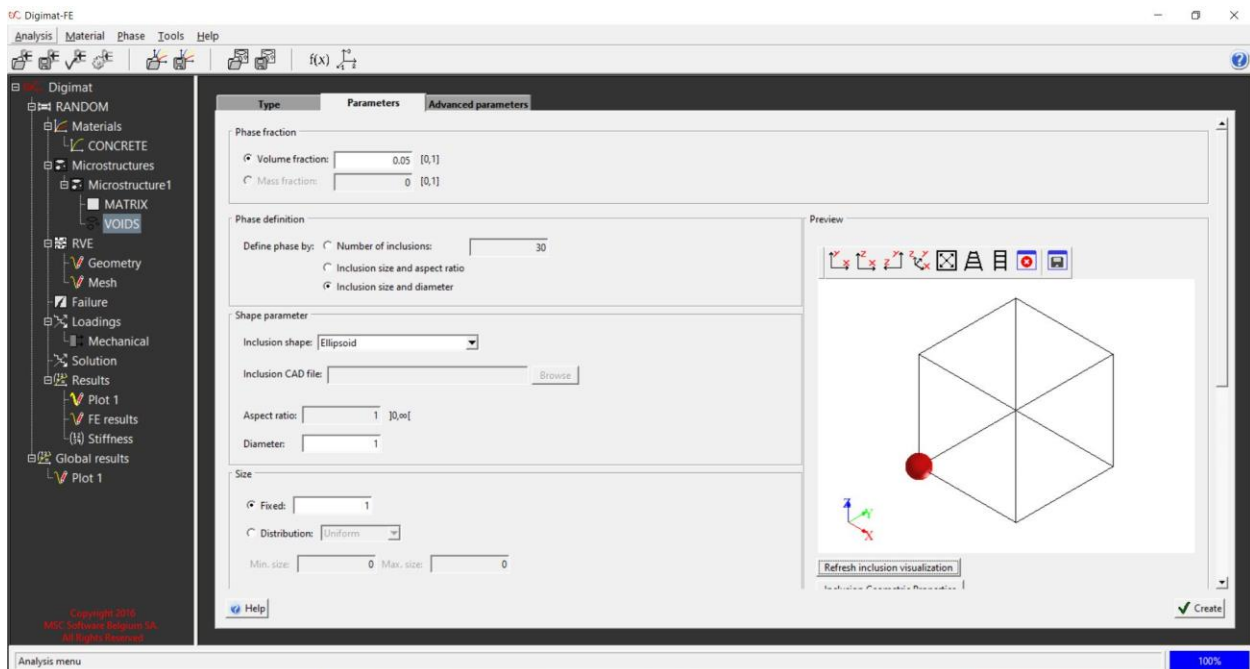 Digimat-FE
Analysis Material Phase Tools Help
f(x)
Digimat
RANDOM
Materials
CONCRETE
Microstructures
Microstructure1
MATRIX
VOIDS
RVE
Geometry
Mesh
Failure
Loadings
Mechanical
Solution
Results
Plot 1
FE results
Stiffness
Global results
Plot 1
Copyright 2016
MSC Software Belgium SA.
All Rights Reserved
Type Parameters Advanced parameters
Phase fraction
Volume fraction: 0.05 [0,1]
Mass fraction: 0 [0,1]
Phase definition
Define phase by: Number of inclusions: 30
Inclusion size and aspect ratio
Inclusion size and diameter
Shape parameter
Inclusion shape: Ellipsoid
Inclusion CAD file: Browse
Aspect ratio: 1 ]0,∞[
Diameter: 1
Size
Fixed: 1
Distribution: Uniform
Min. size: 0 Max. size: 0
Preview
Z Y X
Refresh inclusion visualization
Inclusion Geometric Properties
Help
Create
Analysis menu
100%